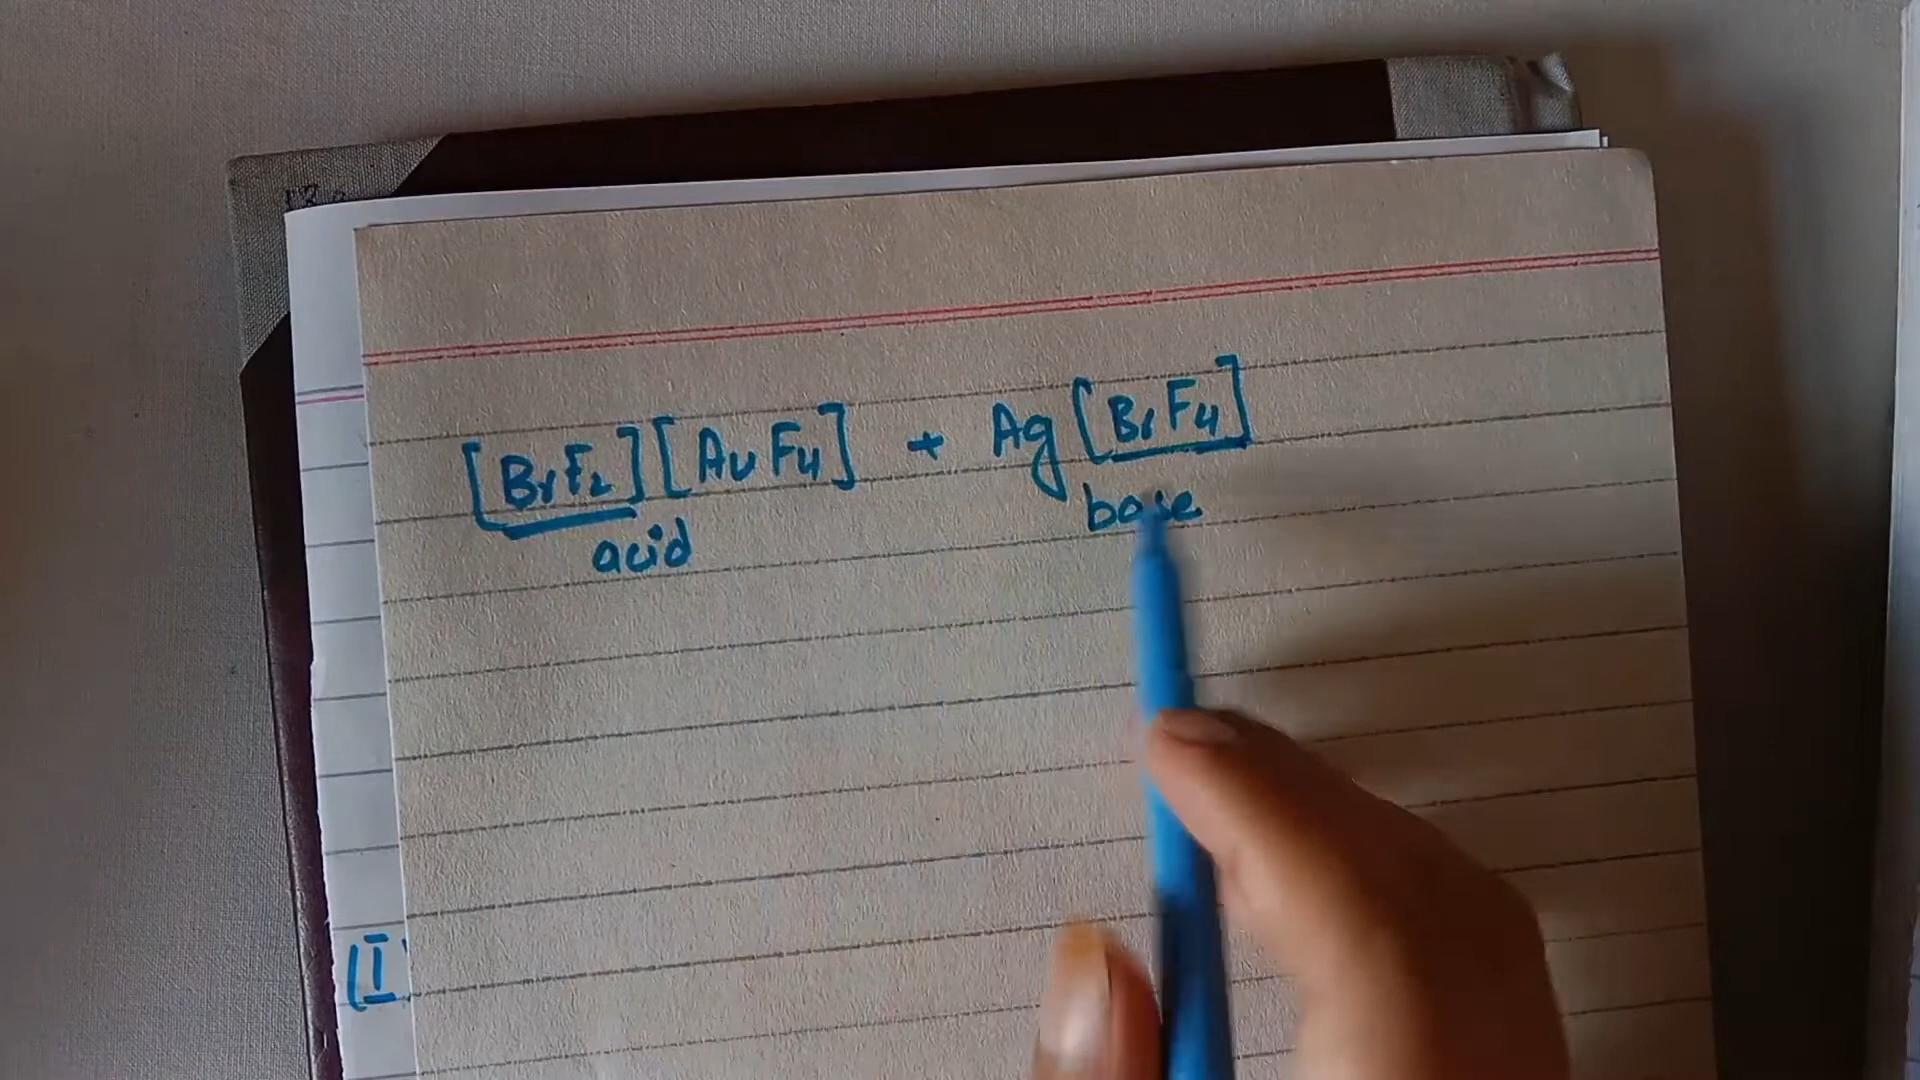 [BrF₂][AuF₄] + Ag[BrF₄]
acid base
(I